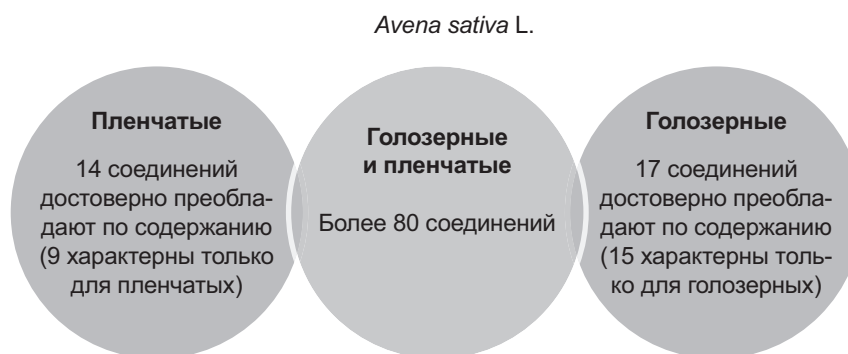 Avena sativa L.
Пленчатые
14 соединений
достоверно преобла-
дают по содержанию
(9 характерны только
для пленчатых)
Голозерные
и пленчатые
Более 80 соединений
Голозерные
17 соединений
достоверно преобла-
дают по содержанию
(15 характерны толь-
ко для голозерных)